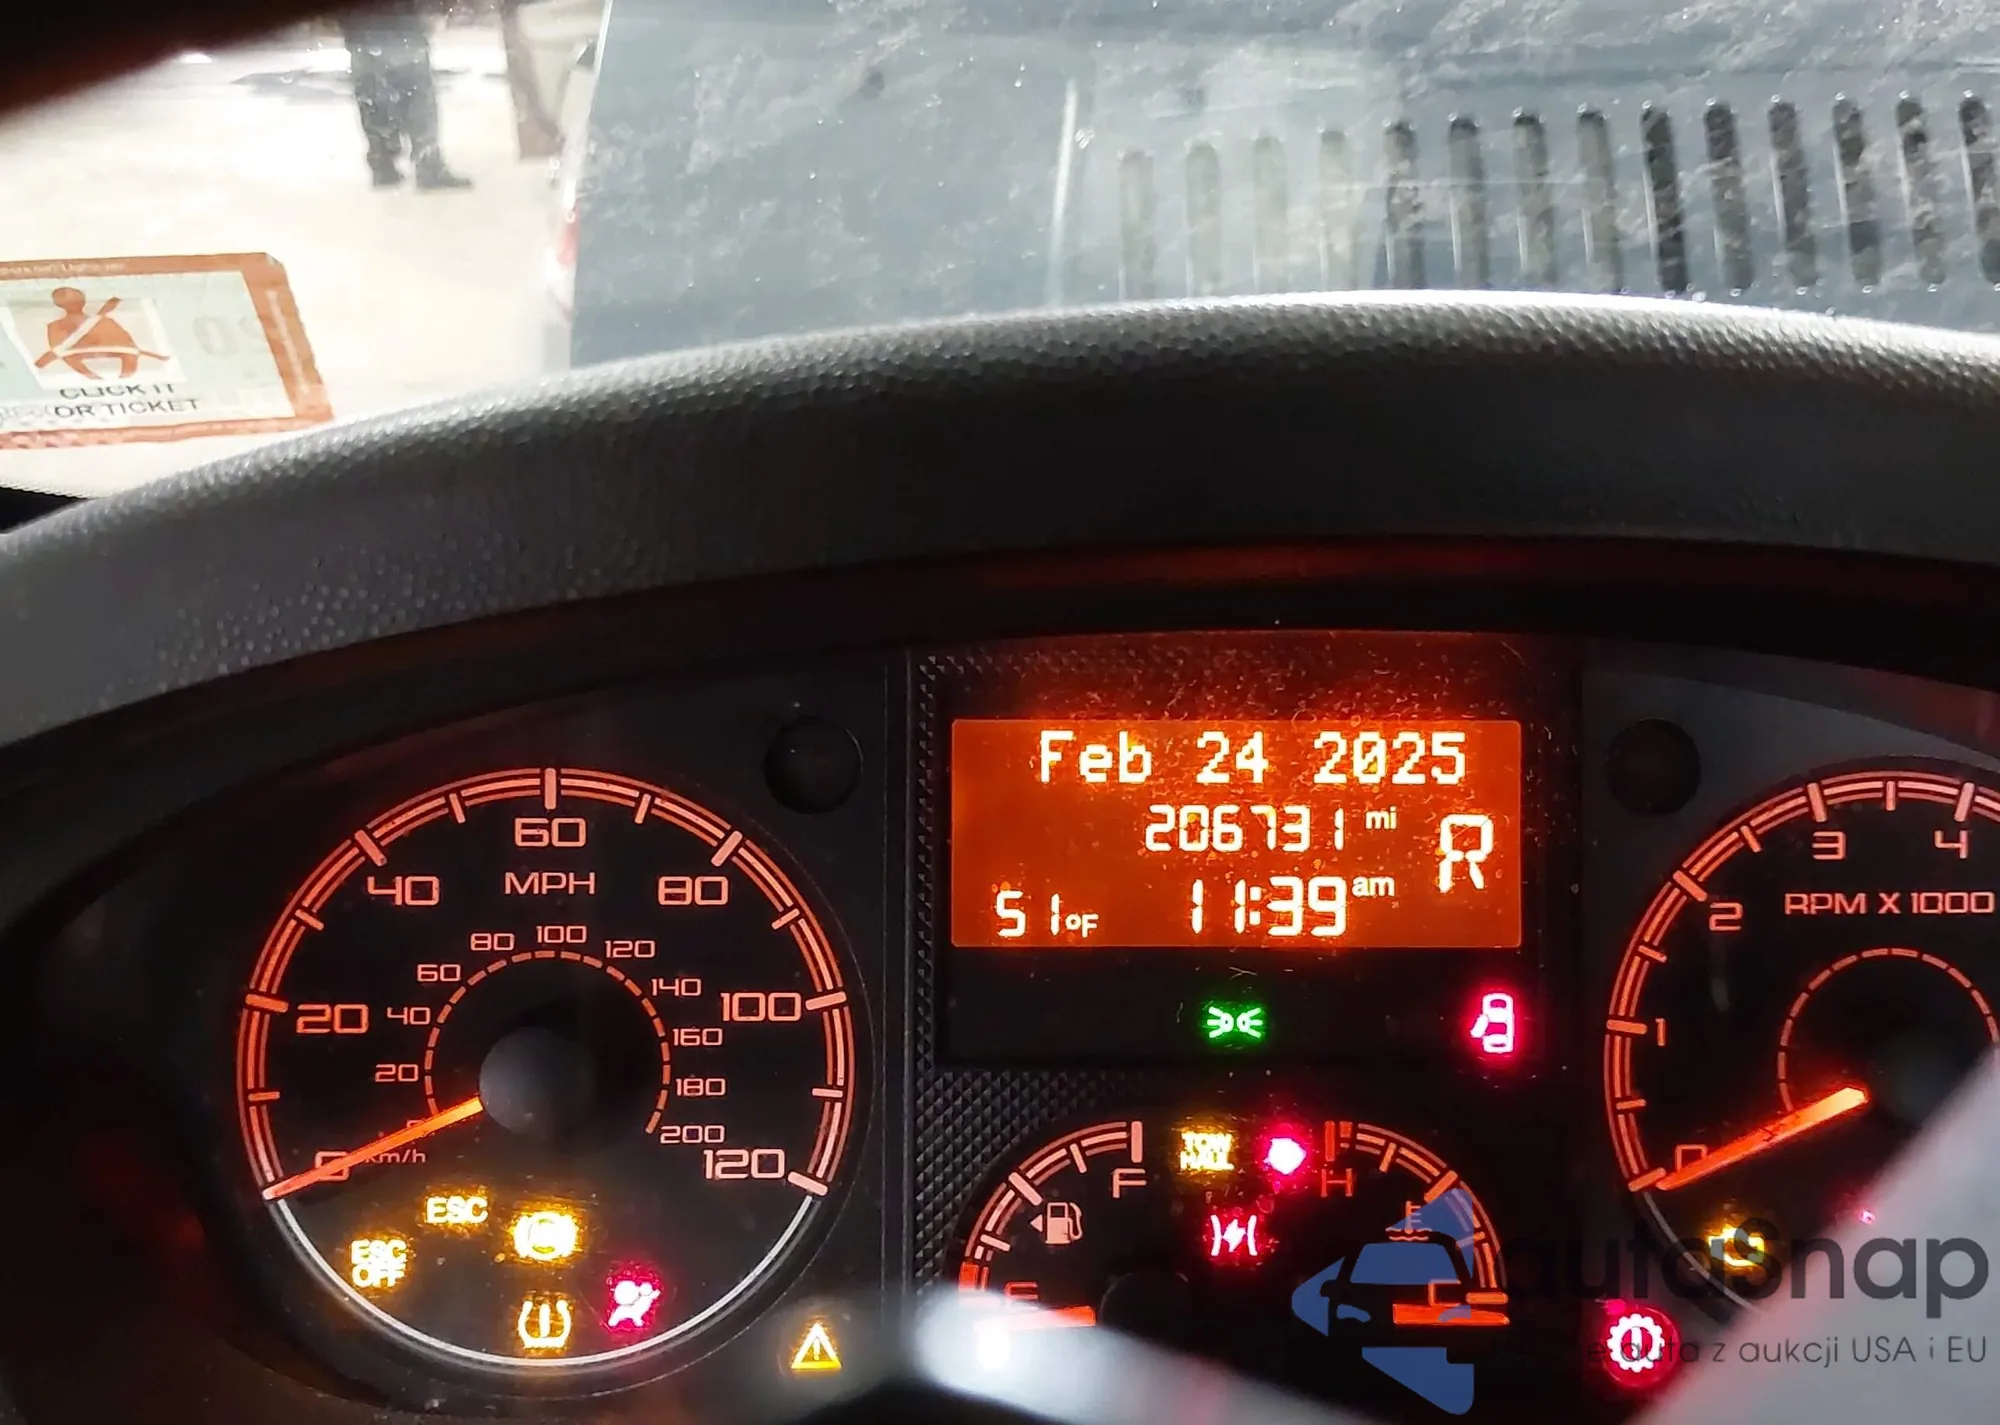 CLICK IT
OR TICKET
Feb 24 2025
206731 mi
R
51°F
11:39 am
0
20
40
60
80
100
120
MPH
20
40
60
80
100
120
140
160
180
200
km/h
ESC
ESC
OFF
F
E
TOW
HAUL
H
C
0
1
2
3
4
RPM X 1000
autoSnap
auta z aukcji USA i EU